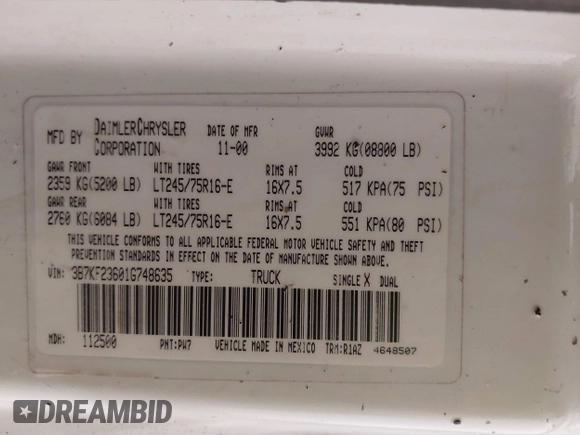 MFD BY DAIMLERCHRYSLER CORPORATION DATE OF MFR 11-00 GVWR 3992 KG(08800 LB)
GAWR FRONT WITH TIRES RIMS AT COLD
2359 KG(5200 LB) LT245/75R16-E 16X7.5 517 KPA(75 PSI)
GAWR REAR WITH TIRES RIMS AT COLD
2760 KG(6084 LB) LT245/75R16-E 16X7.5 551 KPA(80 PSI)
THIS VEHICLE CONFORMS TO ALL APPLICABLE FEDERAL MOTOR VEHICLE SAFETY AND THEFT
PREVENTION STANDARDS IN EFFECT ON THE DATE OF MANUFACTURE SHOWN ABOVE.
VIN: 3B7KF23601G748635 TYPE: TRUCK SINGLE X DUAL
MDH: 112500 PNT:PW7 VEHICLE MADE IN MEXICO TRM:R1AZ 4648507
DREAMBID